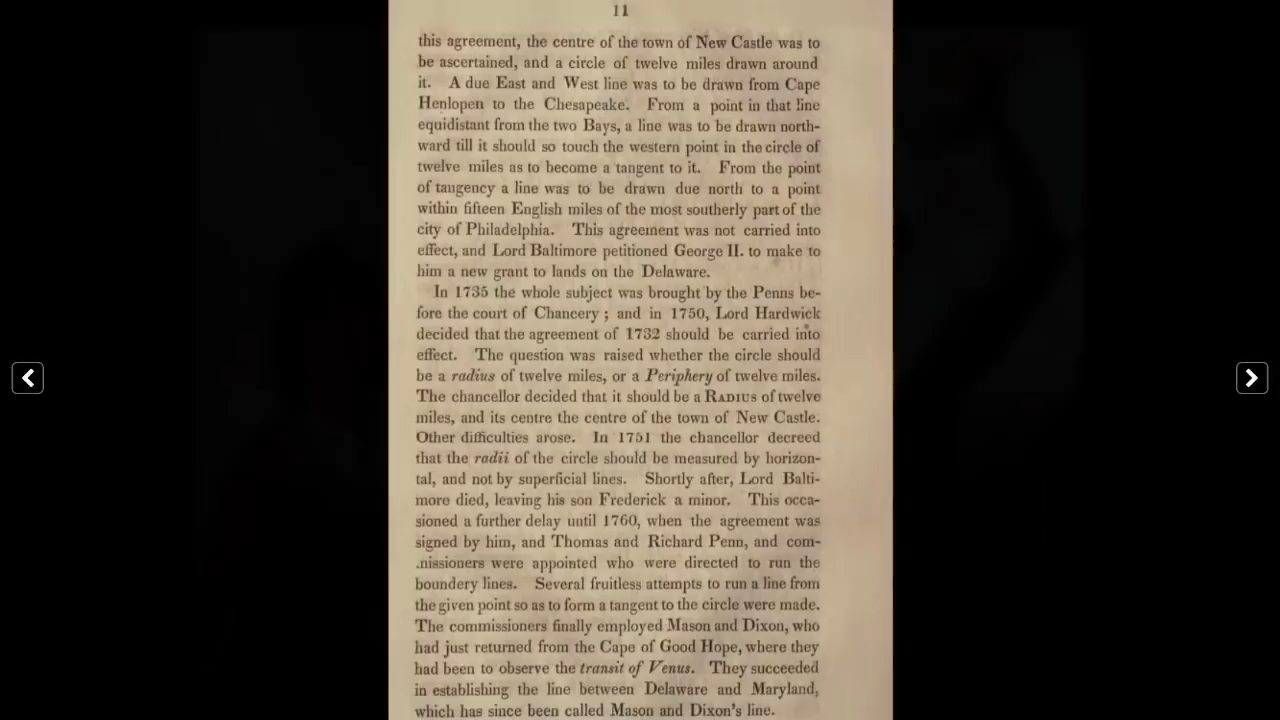 11
this agreement, the centre of the town of New Castle was to
be ascertained, and a circle of twelve miles drawn around
it. A due East and West line was to be drawn from Cape
Henlopen to the Chesapeake. From a point in that line
equidistant from the two Bays, a line was to be drawn north-
ward till it should so touch the western point in the circle of
twelve miles as to become a tangent to it. From the point
of tangency a line was to be drawn due north to a point
within fifteen English miles of the most southerly part of the
city of Philadelphia. This agreement was not carried into
effect, and Lord Baltimore petitioned George II. to make to
him a new grant to lands on the Delaware.
In 1735 the whole subject was brought by the Penns be-
fore the court of Chancery ; and in 1750, Lord Hardwick
decided that the agreement of 1732 should be carried into
effect. The question was raised whether the circle should
be a radius of twelve miles, or a Periphery of twelve miles.
The chancellor decided that it should be a RADIUS of twelve
miles, and its centre the centre of the town of New Castle.
Other difficulties arose. In 1751 the chancellor decreed
that the radii of the circle should be measured by horizon-
tal, and not by superficial lines. Shortly after, Lord Balti-
more died, leaving his son Frederick a minor. This occa-
sioned a further delay until 1760, when the agreement was
signed by him, and Thomas and Richard Penn, and com-
.nissioners were appointed who were directed to run the
boundery lines. Several fruitless attempts to run a line from
the given point so as to form a tangent to the circle were made.
The commissioners finally employed Mason and Dixon, who
had just returned from the Cape of Good Hope, where they
had been to observe the transit of Venus. They succeeded
in establishing the line between Delaware and Maryland,
which has since been called Mason and Dixon's line.